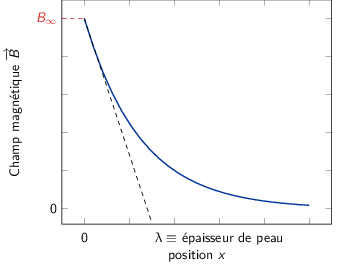 B∞
Champ magnétique B⃗
0
0 λ ≡ épaisseur de peau
position x